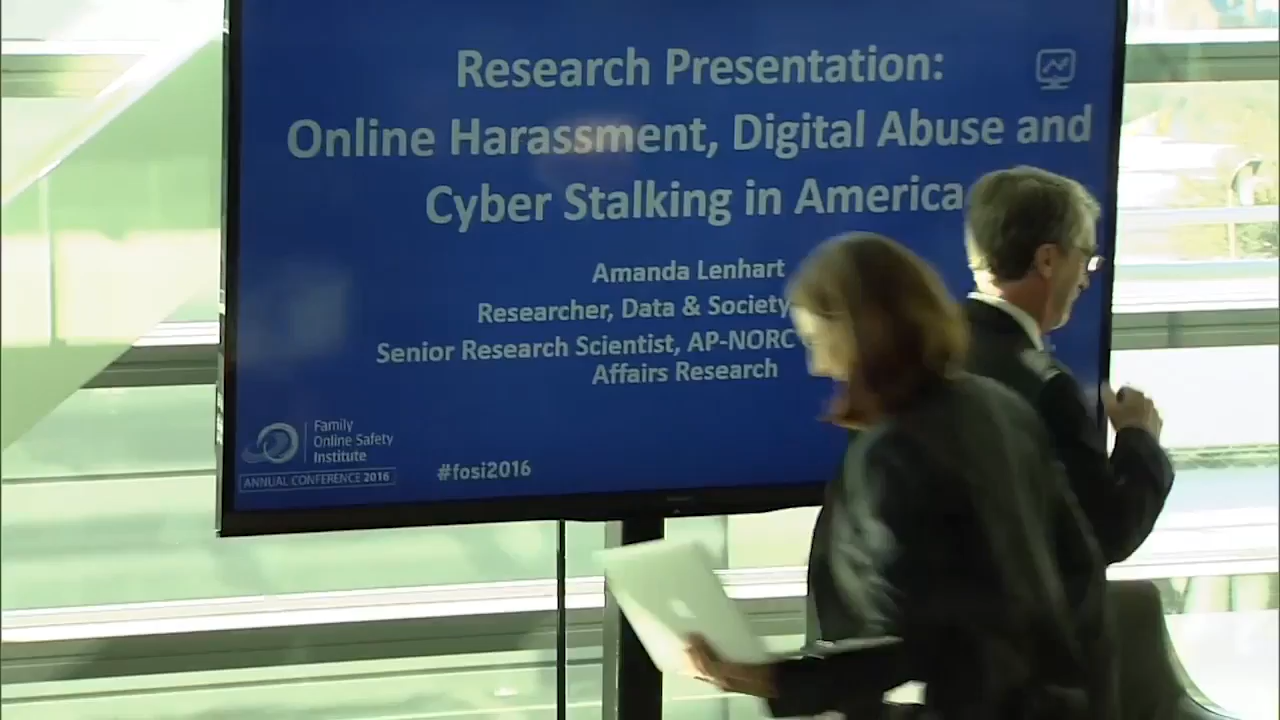 Research Presentation:
Online Harassment, Digital Abuse and
Cyber Stalking in America
Amanda Lenhart
Researcher, Data & Society
Senior Research Scientist, AP-NORC
Affairs Research
Family
Online Safety
Institute
ANNUAL CONFERENCE 2016
#fosi2016